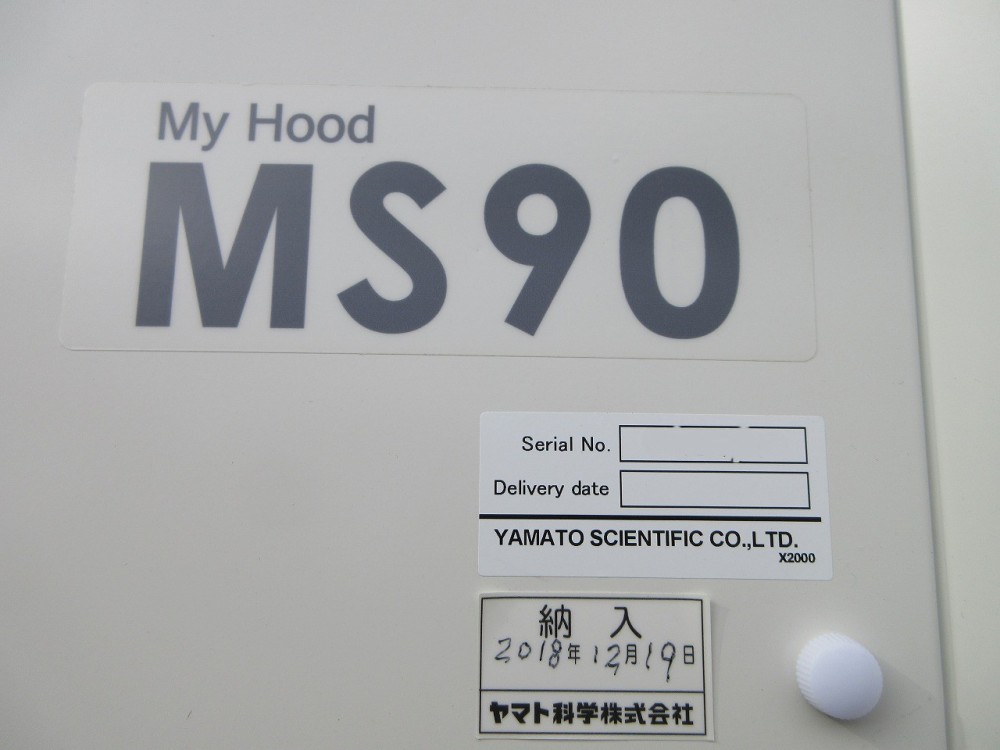 My Hood
MS90
Serial No.
Delivery date
YAMATO SCIENTIFIC CO.,LTD.
X2000
納 入
2018年12月19日
ヤマト科学株式会社